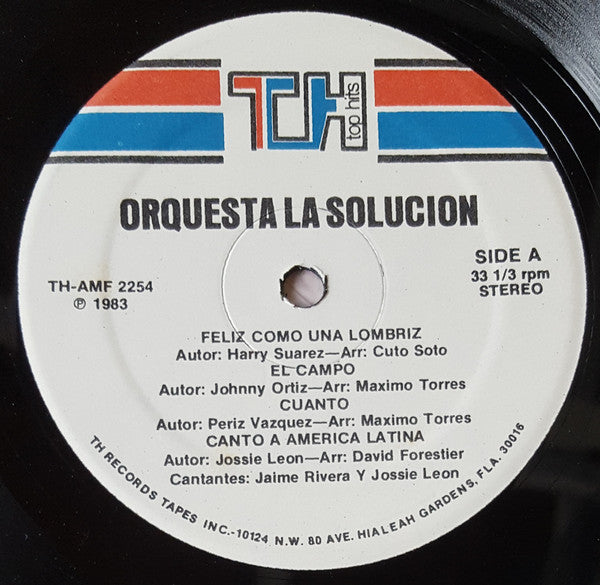 TH
top hits
ORQUESTA LA SOLUCION
TH-AMF 2254
℗ 1983
SIDE A
33 1/3 rpm
STEREO
FELIZ COMO UNA LOMBRIZ
Autor: Harry Suarez—Arr: Cuto Soto
EL CAMPO
Autor: Johnny Ortiz—Arr: Maximo Torres
CUANTO
Autor: Periz Vazquez—Arr: Maximo Torres
CANTO A AMERICA LATINA
Autor: Jossie Leon—Arr: David Forestier
Cantantes: Jaime Rivera Y Jossie Leon
TH RECORDS TAPES INC.-10124 N.W. 80 AVE. HIALEAH GARDENS, FLA. 30016